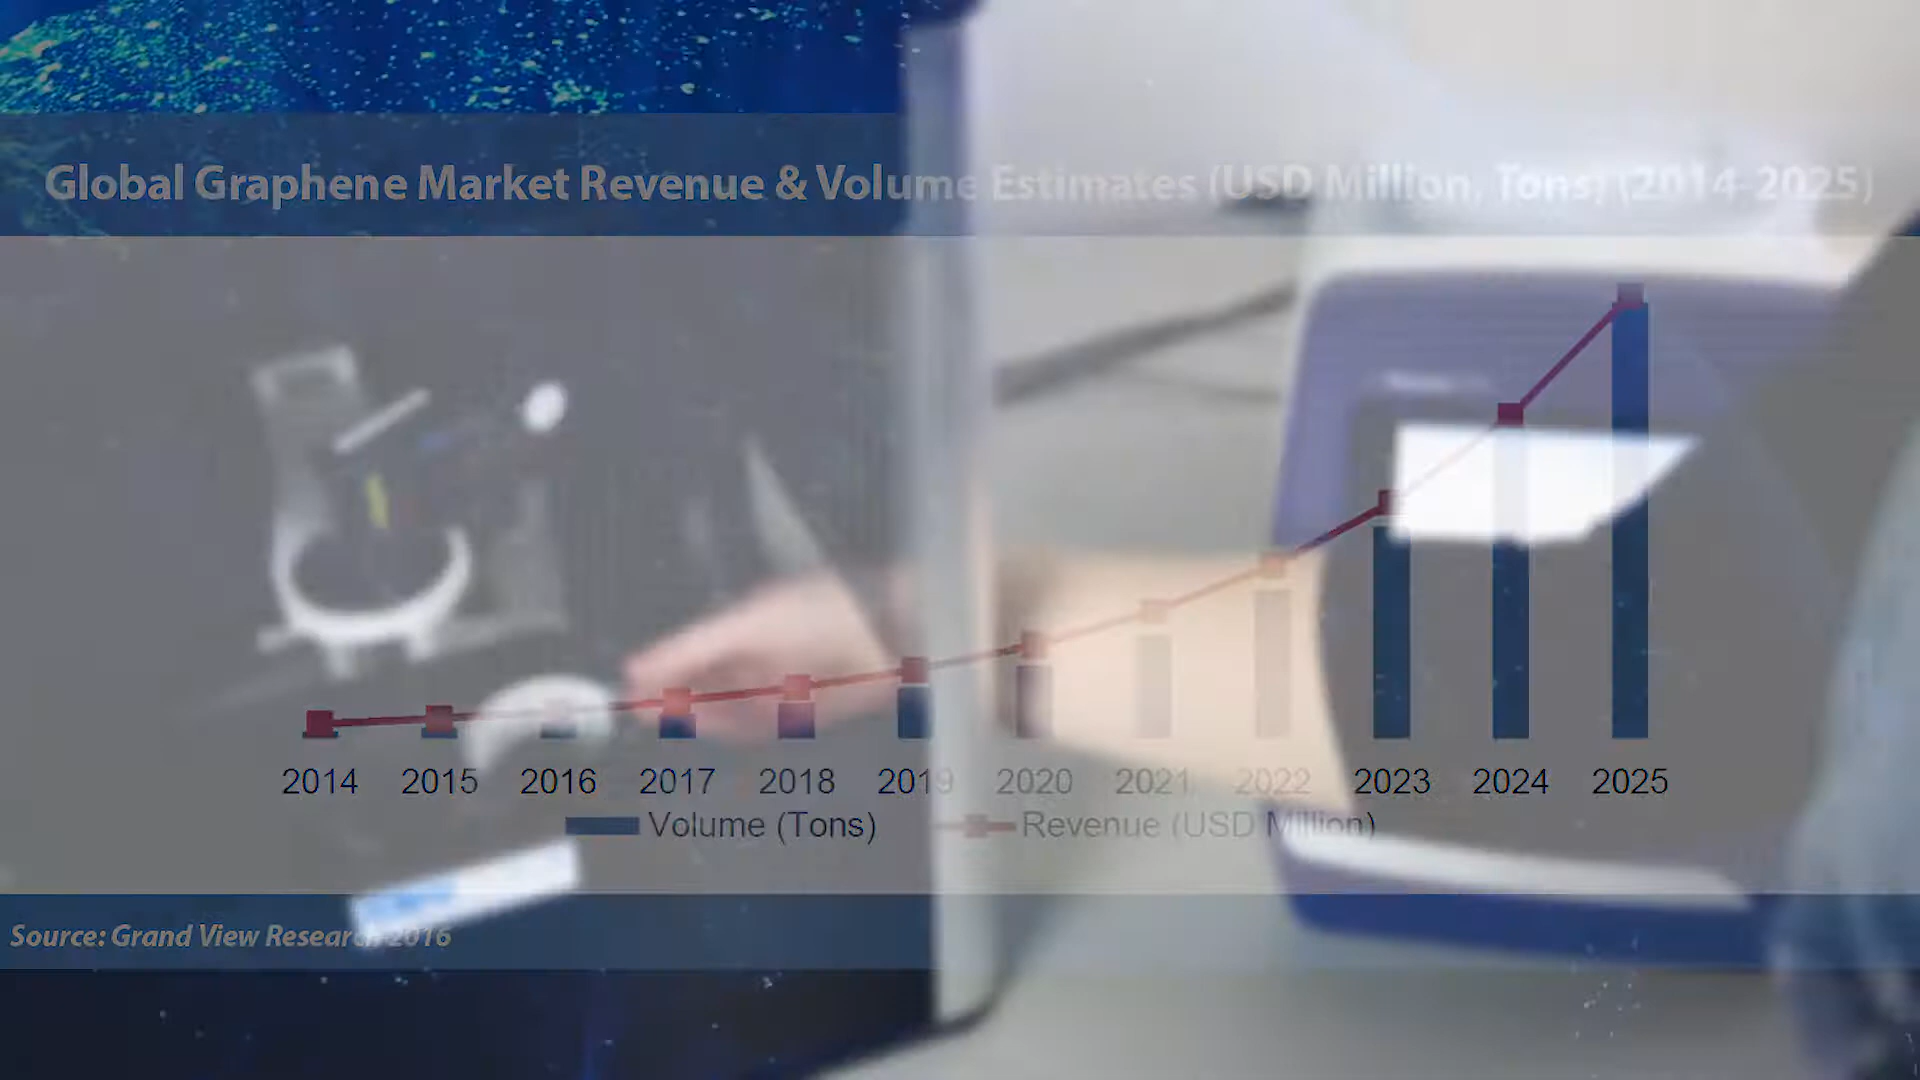 Global Graphene Market Revenue & Volume Estimates (USD Million, Tons) (2014-2025)
2014 2015 2016 2017 2018 2019 2020 2021 2022 2023 2024 2025
Volume (Tons) Revenue (USD Million)
Source: Grand View Research 2016